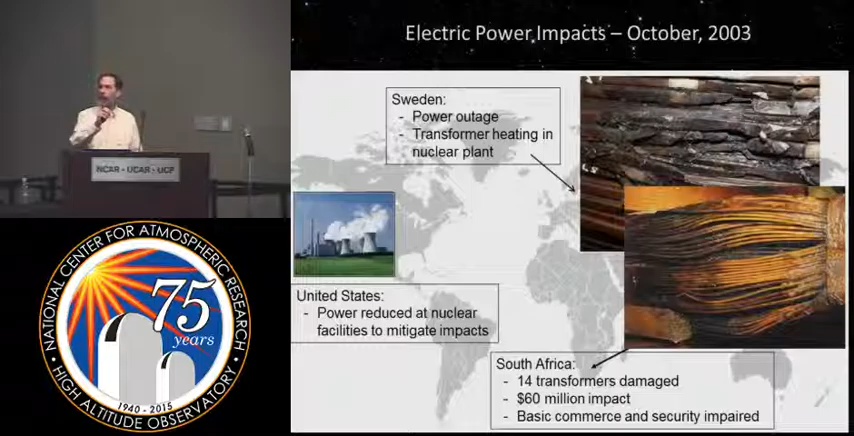 Electric Power Impacts – October, 2003
Sweden:
- Power outage
- Transformer heating in
nuclear plant
NCAR • UCAR • UCP
United States:
- Power reduced at nuclear
facilities to mitigate impacts
South Africa:
- 14 transformers damaged
- $60 million impact
- Basic commerce and security impaired
NATIONAL CENTER FOR ATMOSPHERIC RESEARCH
75
years
1940 - 2015
HIGH ALTITUDE OBSERVATORY